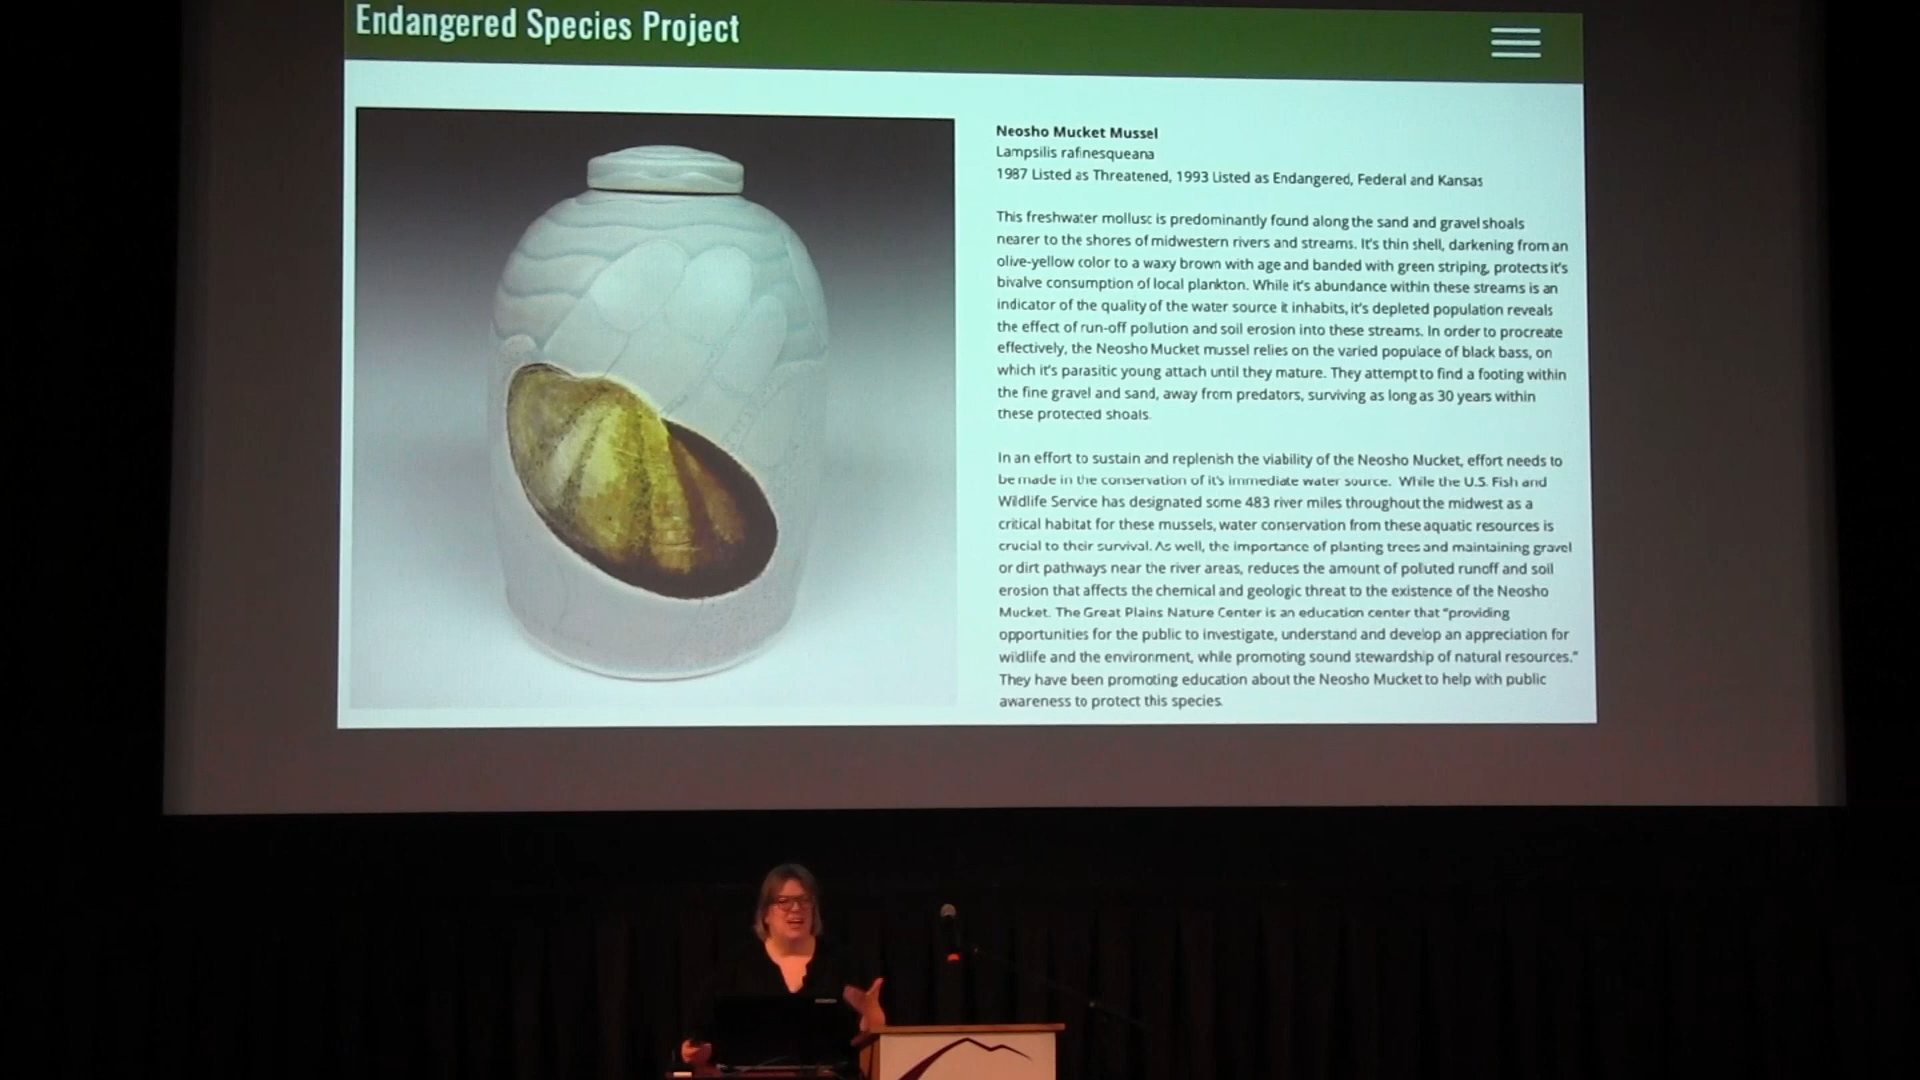 Endangered Species Project
Neosho Mucket Mussel
Lampsilis rafinesqueana
1987 Listed as Threatened, 1993 Listed as Endangered, Federal and Kansas
This freshwater mollusc is predominantly found along the sand and gravel shoals
nearer to the shores of midwestern rivers and streams. It's thin shell, darkening from an
olive-yellow color to a waxy brown with age and banded with green striping, protects it's
bivalve consumption of local plankton. While it's abundance within these streams is an
indicator of the quality of the water source it inhabits, it's depleted population reveals
the effect of run-off pollution and soil erosion into these streams. In order to procreate
effectively, the Neosho Mucket mussel relies on the varied populace of black bass, on
which it's parasitic young attach until they mature. They attempt to find a footing within
the fine gravel and sand, away from predators, surviving as long as 30 years within
these protected shoals.
In an effort to sustain and replenish the viability of the Neosho Mucket, effort needs to
be made in the conservation of it's immediate water source. While the U.S. Fish and
Wildlife Service has designated some 483 river miles throughout the midwest as a
critical habitat for these mussels, water conservation from these aquatic resources is
crucial to their survival. As well, the importance of planting trees and maintaining gravel
or dirt pathways near the river areas, reduces the amount of polluted runoff and soil
erosion that affects the chemical and geologic threat to the existence of the Neosho
Mucket. The Great Plains Nature Center is an education center that "providing
opportunities for the public to investigate, understand and develop an appreciation for
wildlife and the environment, while promoting sound stewardship of natural resources."
They have been promoting education about the Neosho Mucket to help with public
awareness to protect this species.